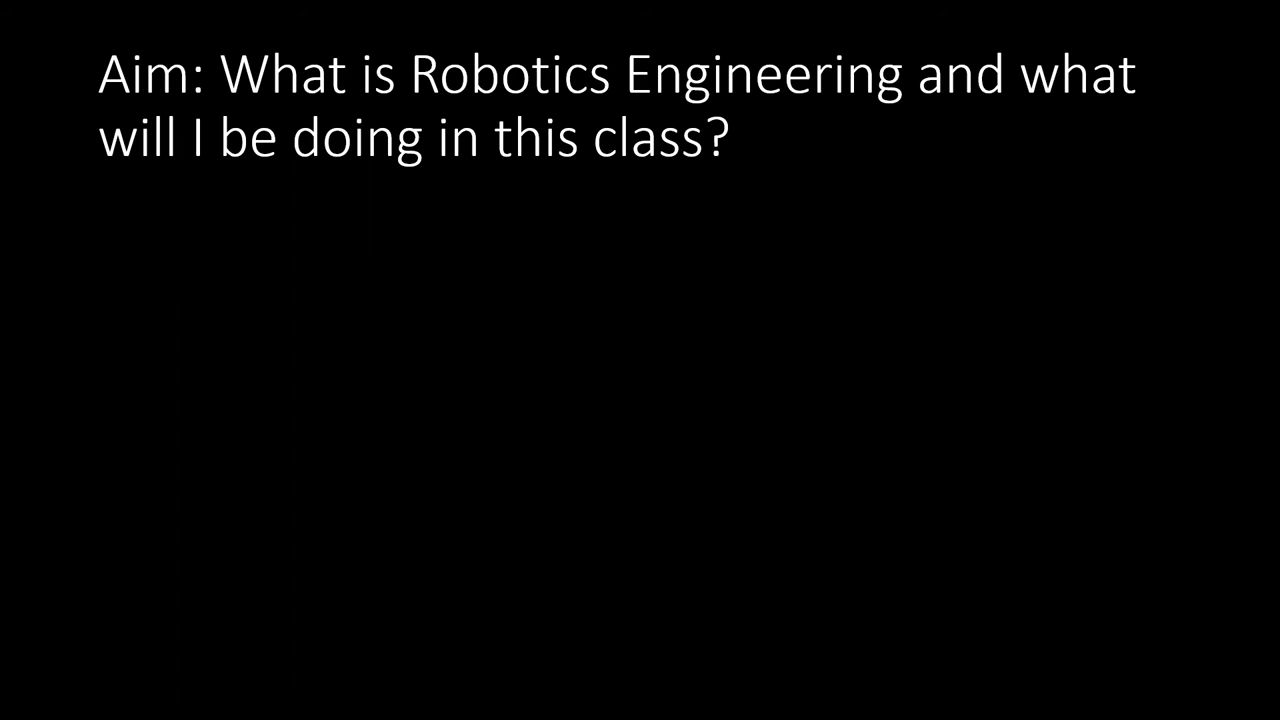 Aim: What is Robotics Engineering and what
will I be doing in this class?